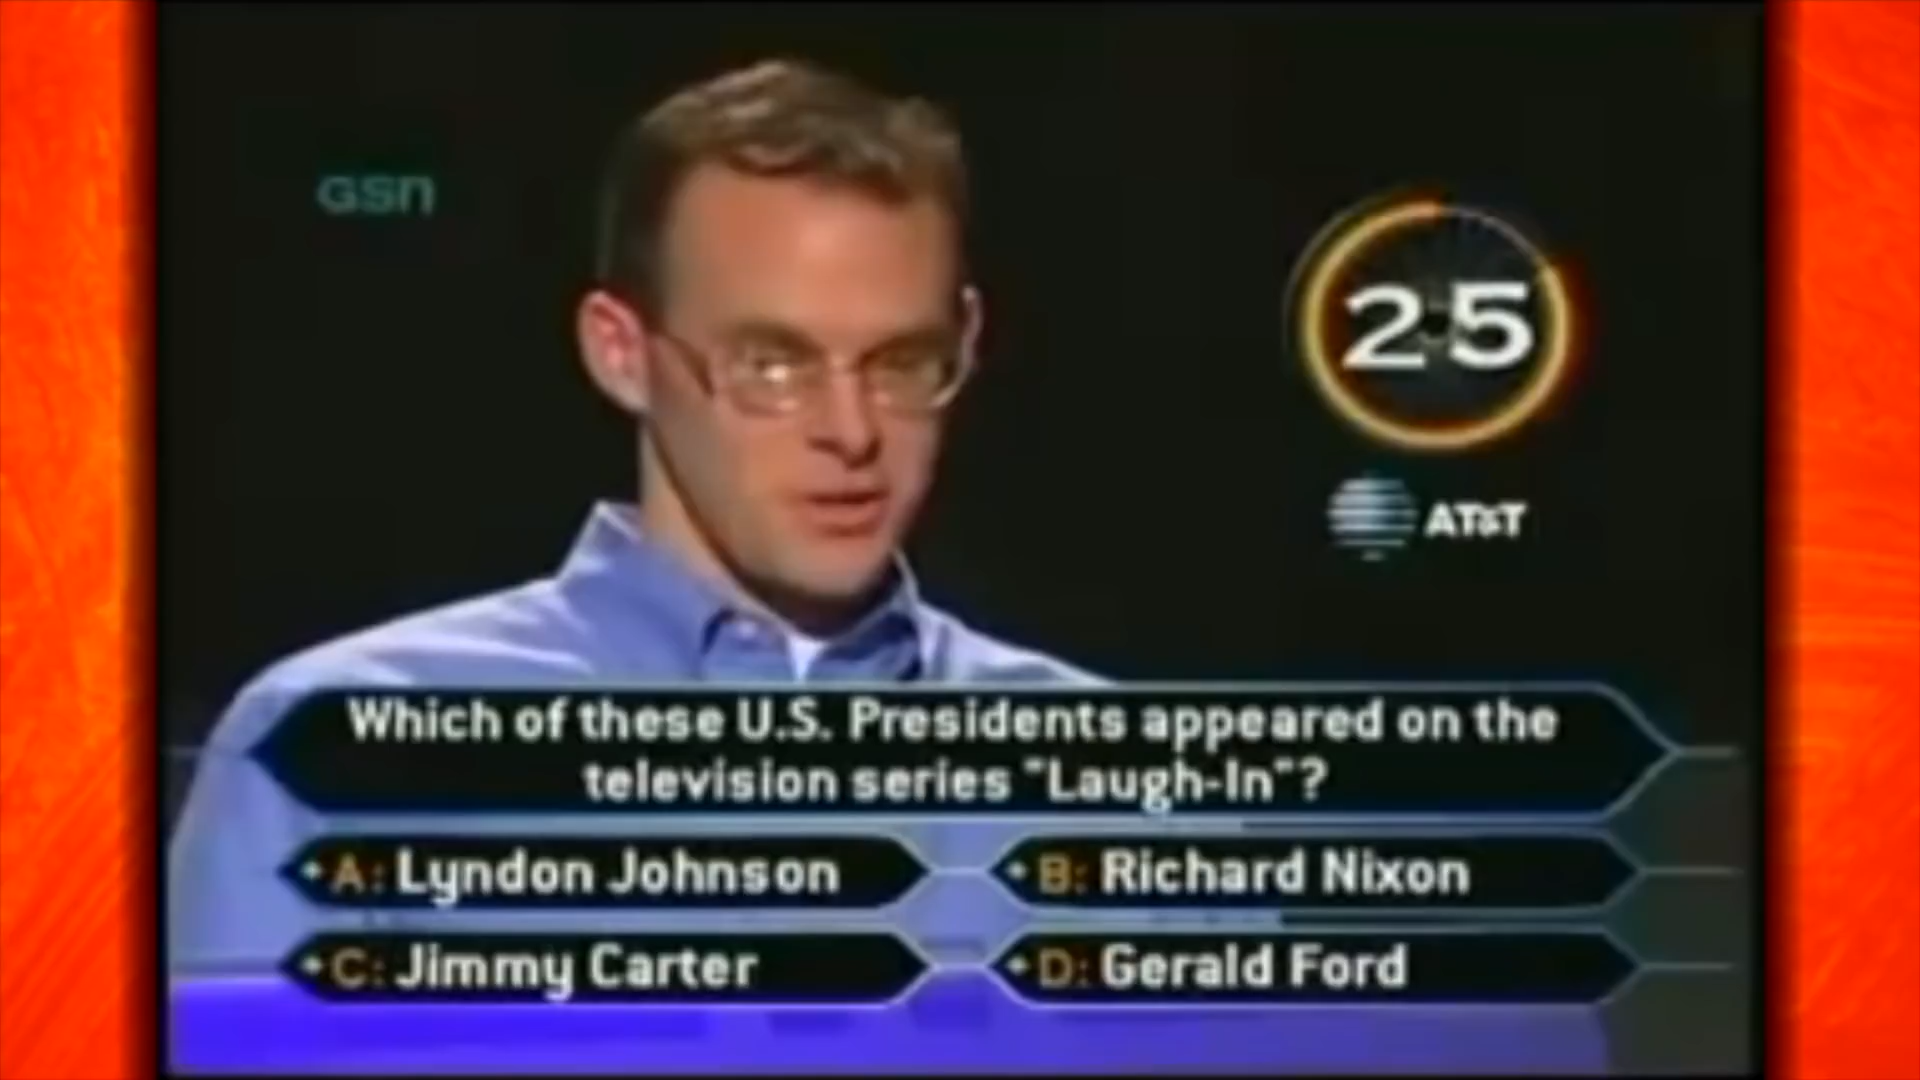 GSN
25
AT&T
Which of these U.S. Presidents appeared on the
television series "Laugh-In"?
A: Lyndon Johnson
B: Richard Nixon
C: Jimmy Carter
D: Gerald Ford